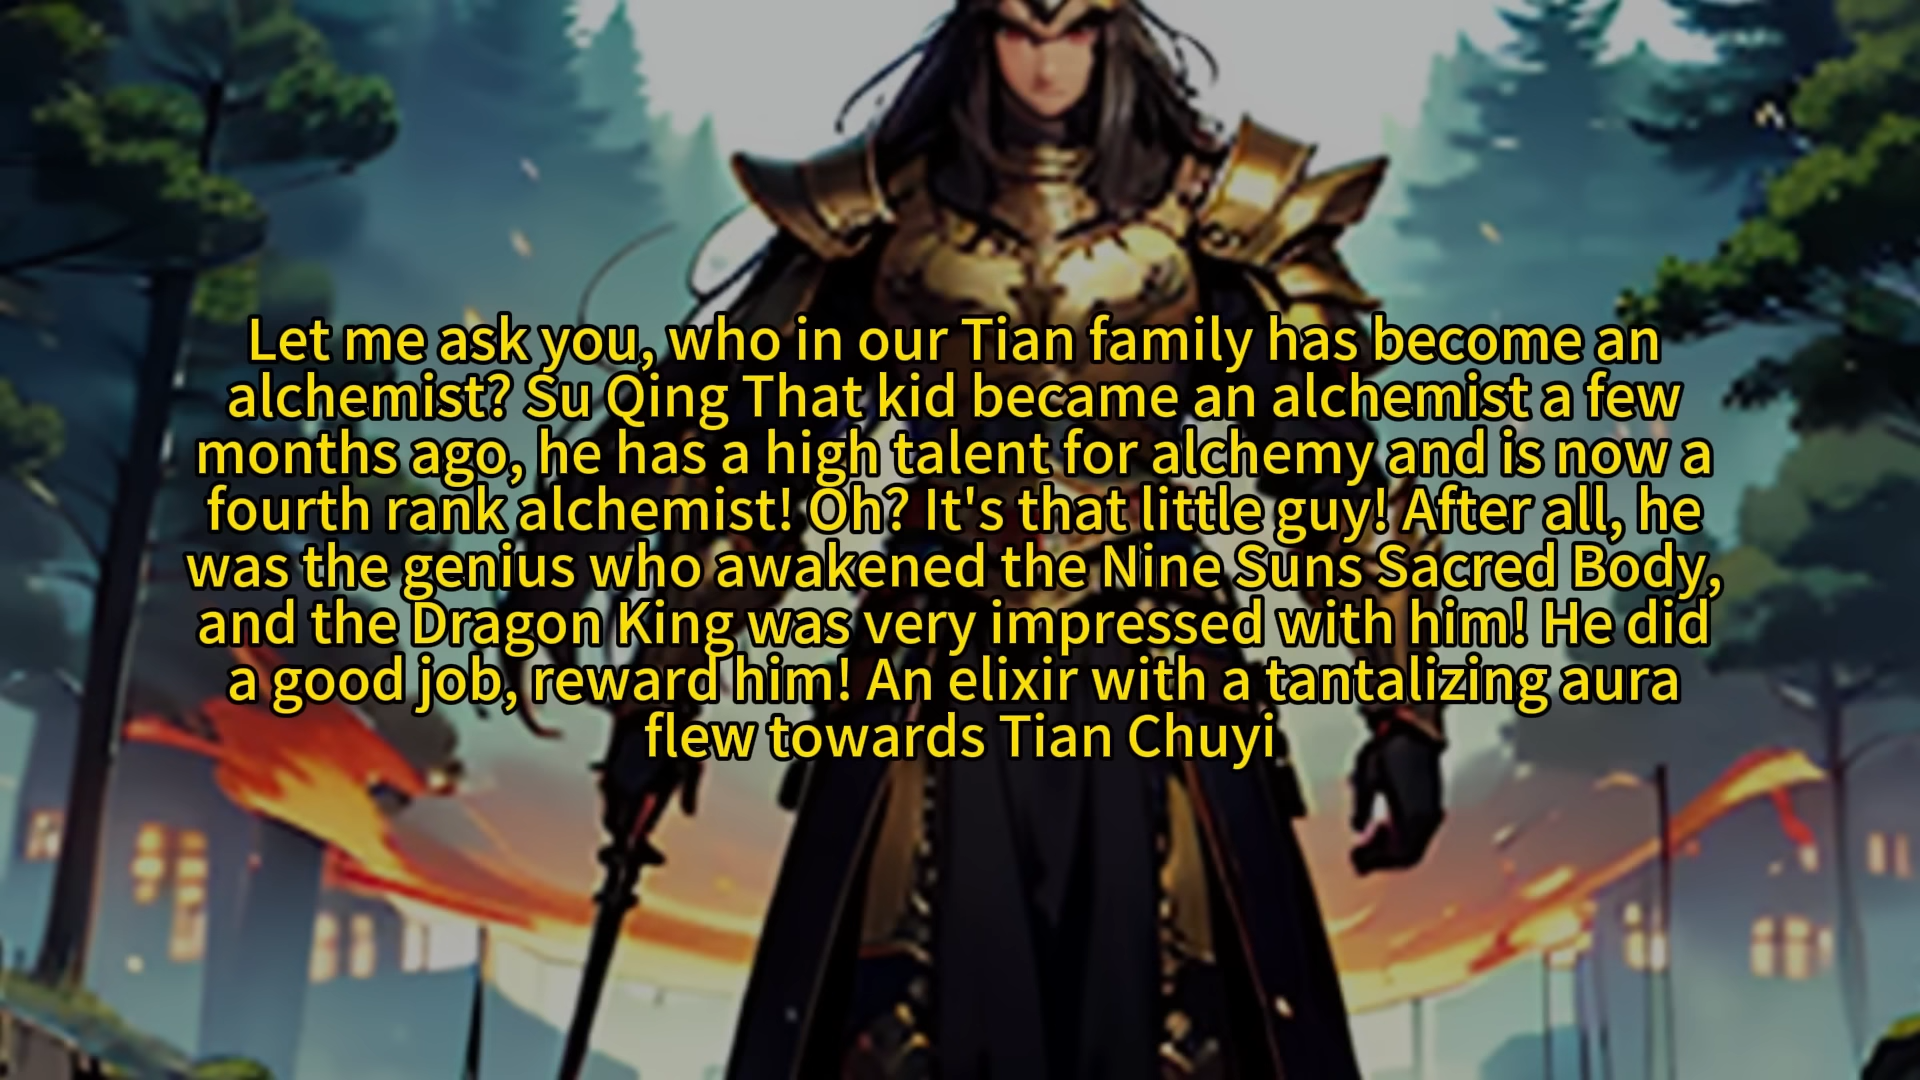 Let me ask you, who in our Tian family has become an
alchemist? Su Qing That kid became an alchemist a few
months ago, he has a high talent for alchemy and is now a
fourth rank alchemist! Oh? It's that little guy! After all, he
was the genius who awakened the Nine Suns Sacred Body,
and the Dragon King was very impressed with him! He did
a good job, reward him! An elixir with a tantalizing aura
flew towards Tian Chuyi